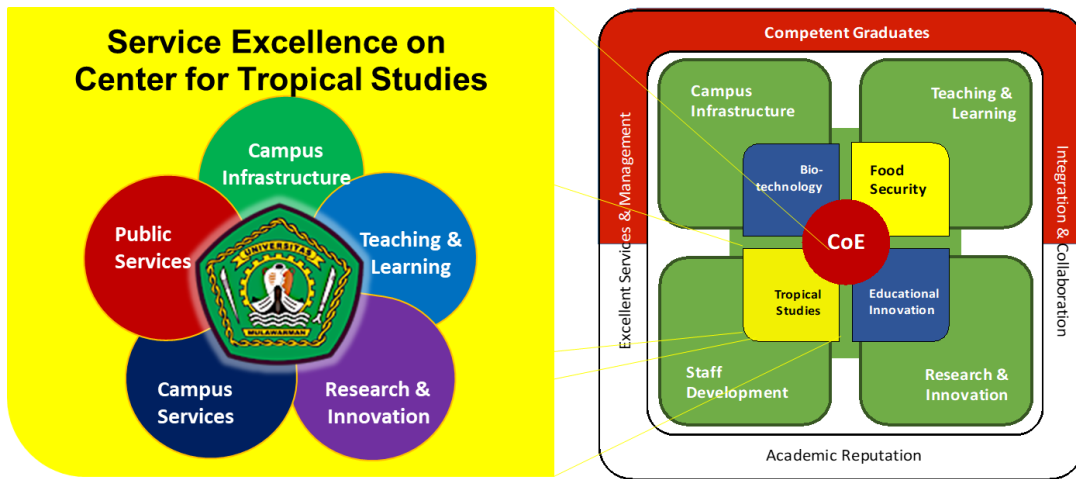 Service Excellence on
Center for Tropical Studies
Campus
Infrastructure
Public
Services
Teaching &
Learning
Campus
Services
Research &
Innovation
UNIVERSITAS
MULAWARMAN
Competent Graduates
Excellent Services & Management
Integration & Collaboration
Academic Reputation
Campus
Infrastructure
Teaching &
Learning
Bio-
technology
Food
Security
CoE
Tropical
Studies
Educational
Innovation
Staff
Development
Research &
Innovation